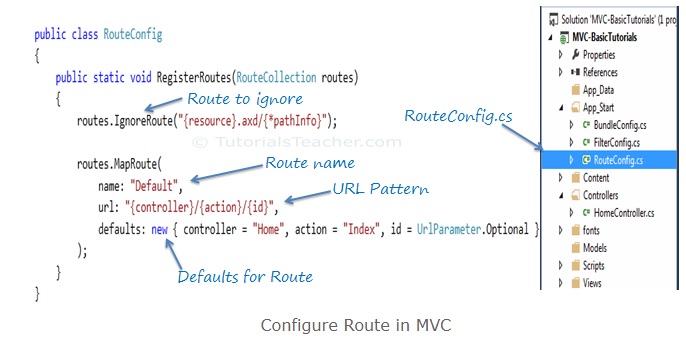 public class RouteConfig
{
public static void RegisterRoutes(RouteCollection routes)
{
Route to ignore
routes.IgnoreRoute("{resource}.axd/{*pathInfo}");
© TutorialsTeacher.com
routes.MapRoute(
Route name
name: "Default",
URL Pattern
url: "{controller}/{action}/{id}",
defaults: new { controller = "Home", action = "Index", id = UrlParameter.Optional }
);
Defaults for Route
}
}
RouteConfig.cs
Solution 'MVC-BasicTutorials' (1 proj
MVC-BasicTutorials
Properties
References
App_Data
App_Start
C# BundleConfig.cs
C# FilterConfig.cs
C# RouteConfig.cs
Content
Controllers
C# HomeController.cs
fonts
Models
Scripts
Views
Configure Route in MVC